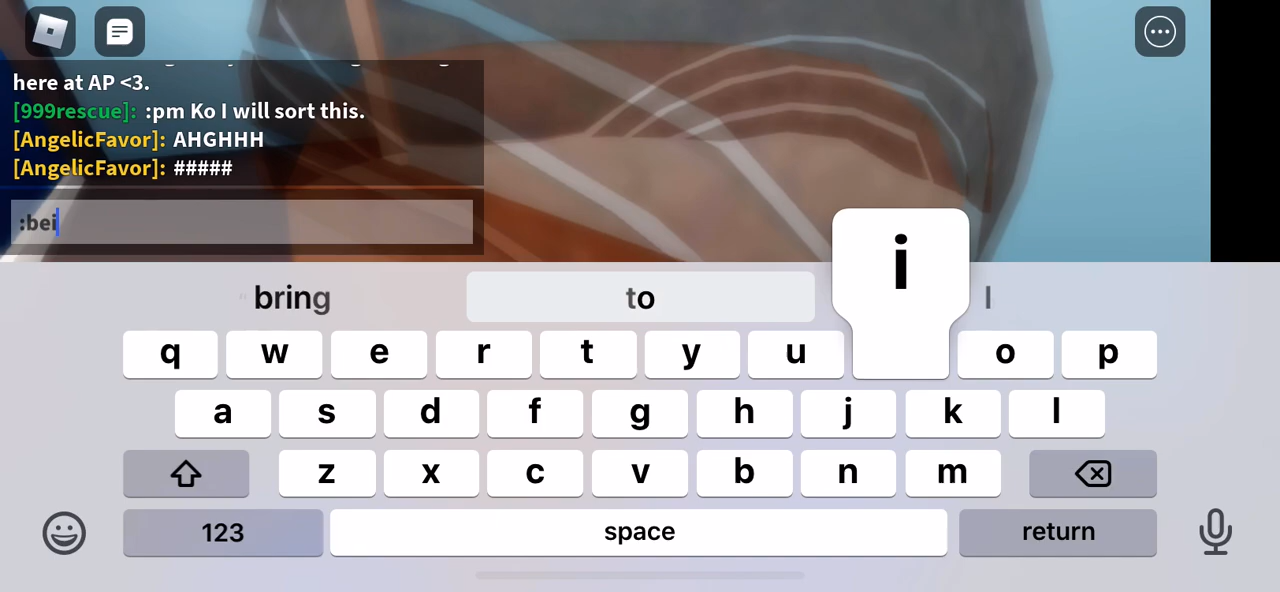 here at AP <3.
[999rescue]: :pm Ko I will sort this.
[AngelicFavor]: AHGHHH
[AngelicFavor]: #####
:bei
bring to I
i
q w e r t y u o p
a s d f g h j k l
z x c v b n m
123 space return